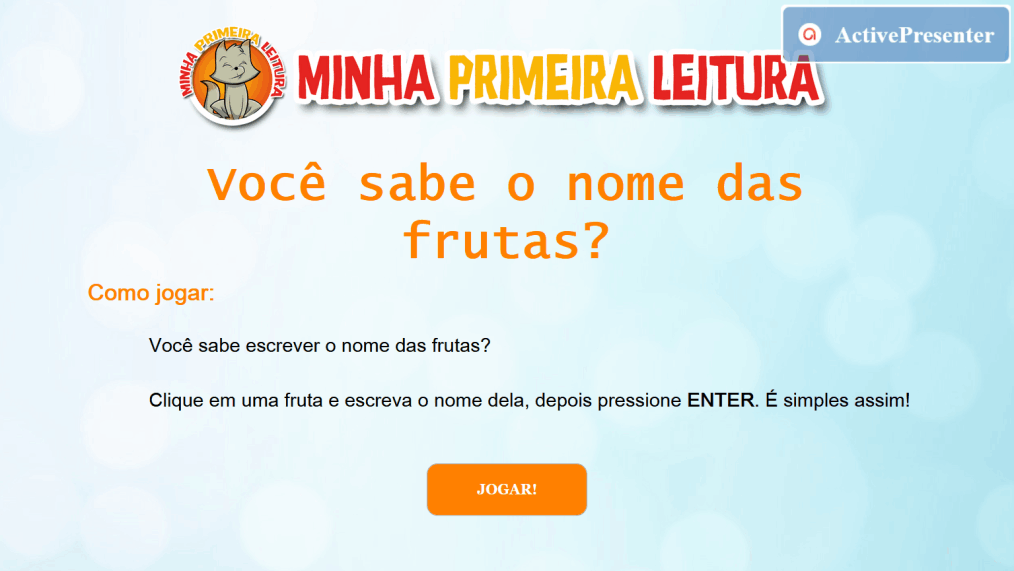 MINHA PRIMEIRA LEITURA
MINHA PRIMEIRA LEITURA
ActivePresenter
Você sabe o nome das
frutas?
Como jogar:
Você sabe escrever o nome das frutas?
Clique em uma fruta e escreva o nome dela, depois pressione ENTER. É simples assim!
JOGAR!